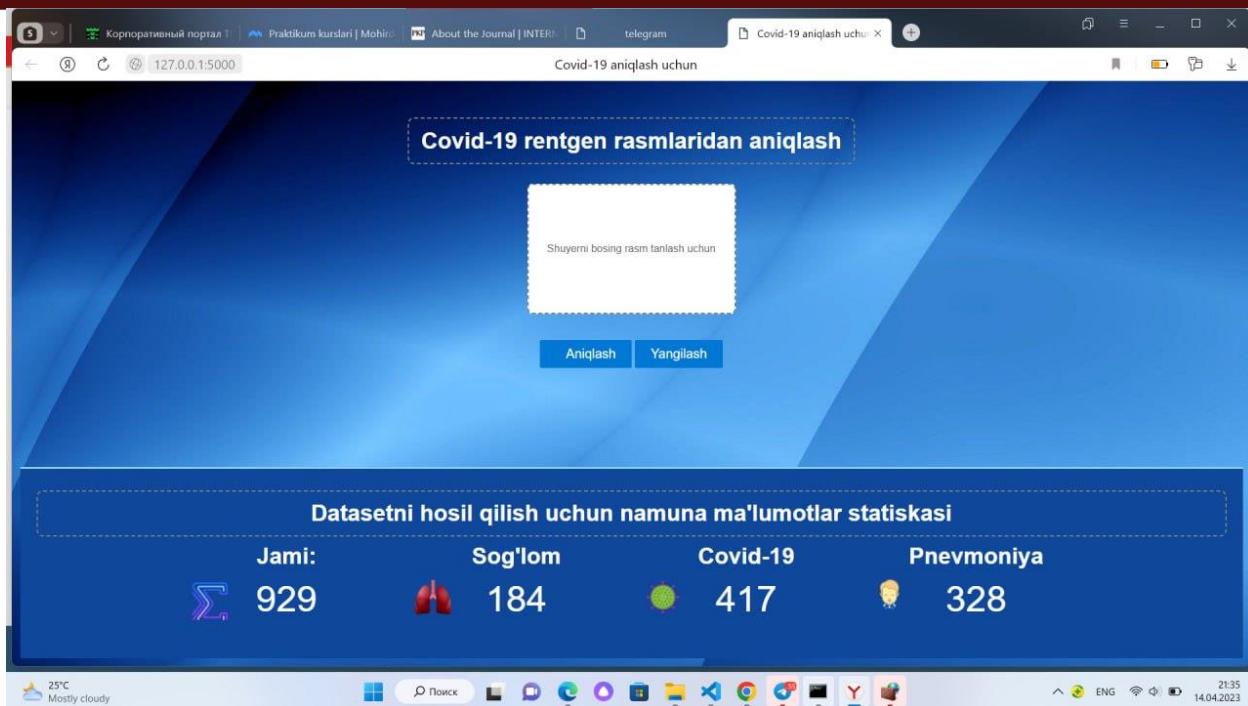 5
Корпоративный портал Т
Praktikum kurslari | Mohir
About the Journal | INTERN
telegram
Covid-19 aniqlash uchu
127.0.0.1:5000
Covid-19 aniqlash uchun
Covid-19 rentgen rasmlaridan aniqlash
Shuyerni bosing rasm tanlash uchun
Aniqlash
Yangilash
Datasetni hosil qilish uchun namuna ma'lumotlar statiskasi
Jami:
Sog'lom
Covid-19
Pnevmoniya
929
184
417
328
25°C
Mostly cloudy
Поиск
ENG
21:35
14.04.2023